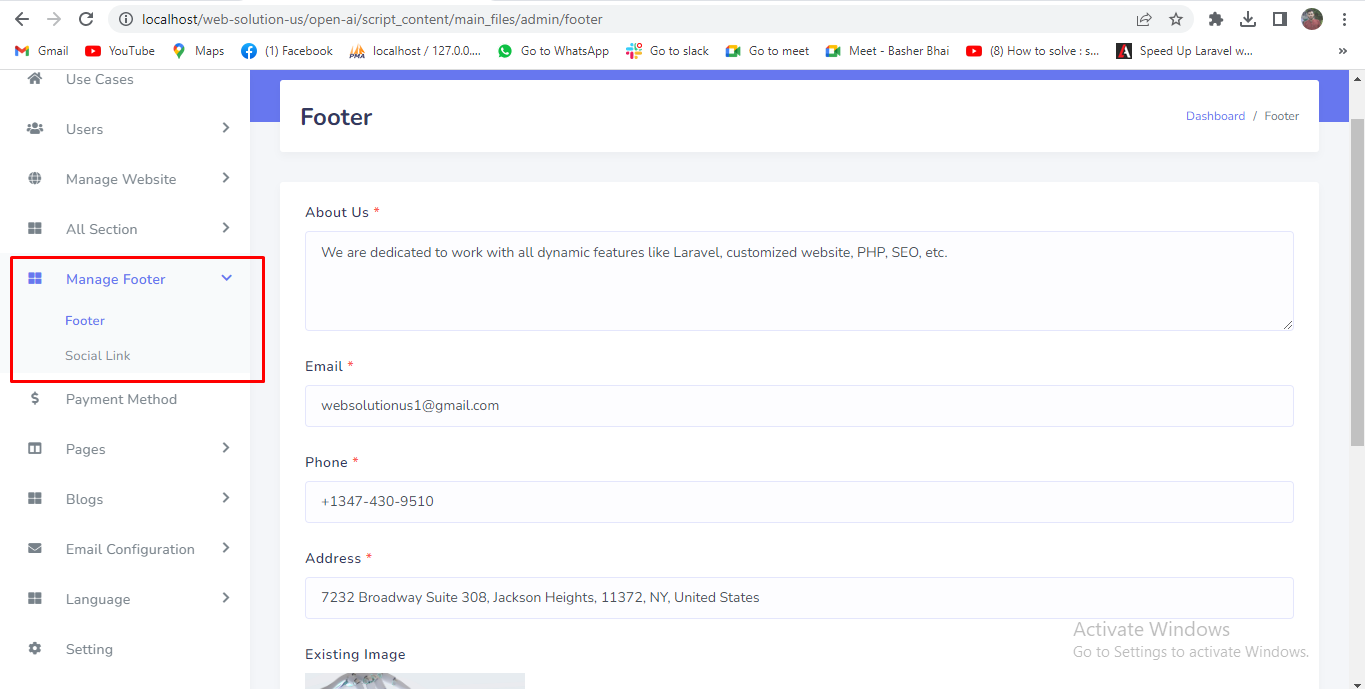 localhost/web-solution-us/open-ai/script_content/main_files/admin/footer
Gmail YouTube Maps (1) Facebook localhost / 127.0.0.... Go to WhatsApp Go to slack Go to meet Meet - Basher Bhai (8) How to solve : s... Speed Up Laravel w... »
Use Cases
Users
Manage Website
All Section
Manage Footer
Footer
Social Link
Payment Method
Pages
Blogs
Email Configuration
Language
Setting
Footer
Dashboard / Footer
About Us *
We are dedicated to work with all dynamic features like Laravel, customized website, PHP, SEO, etc.
Email *
websolutionus1@gmail.com
Phone *
+1347-430-9510
Address *
7232 Broadway Suite 308, Jackson Heights, 11372, NY, United States
Existing Image
Activate Windows
Go to Settings to activate Windows.